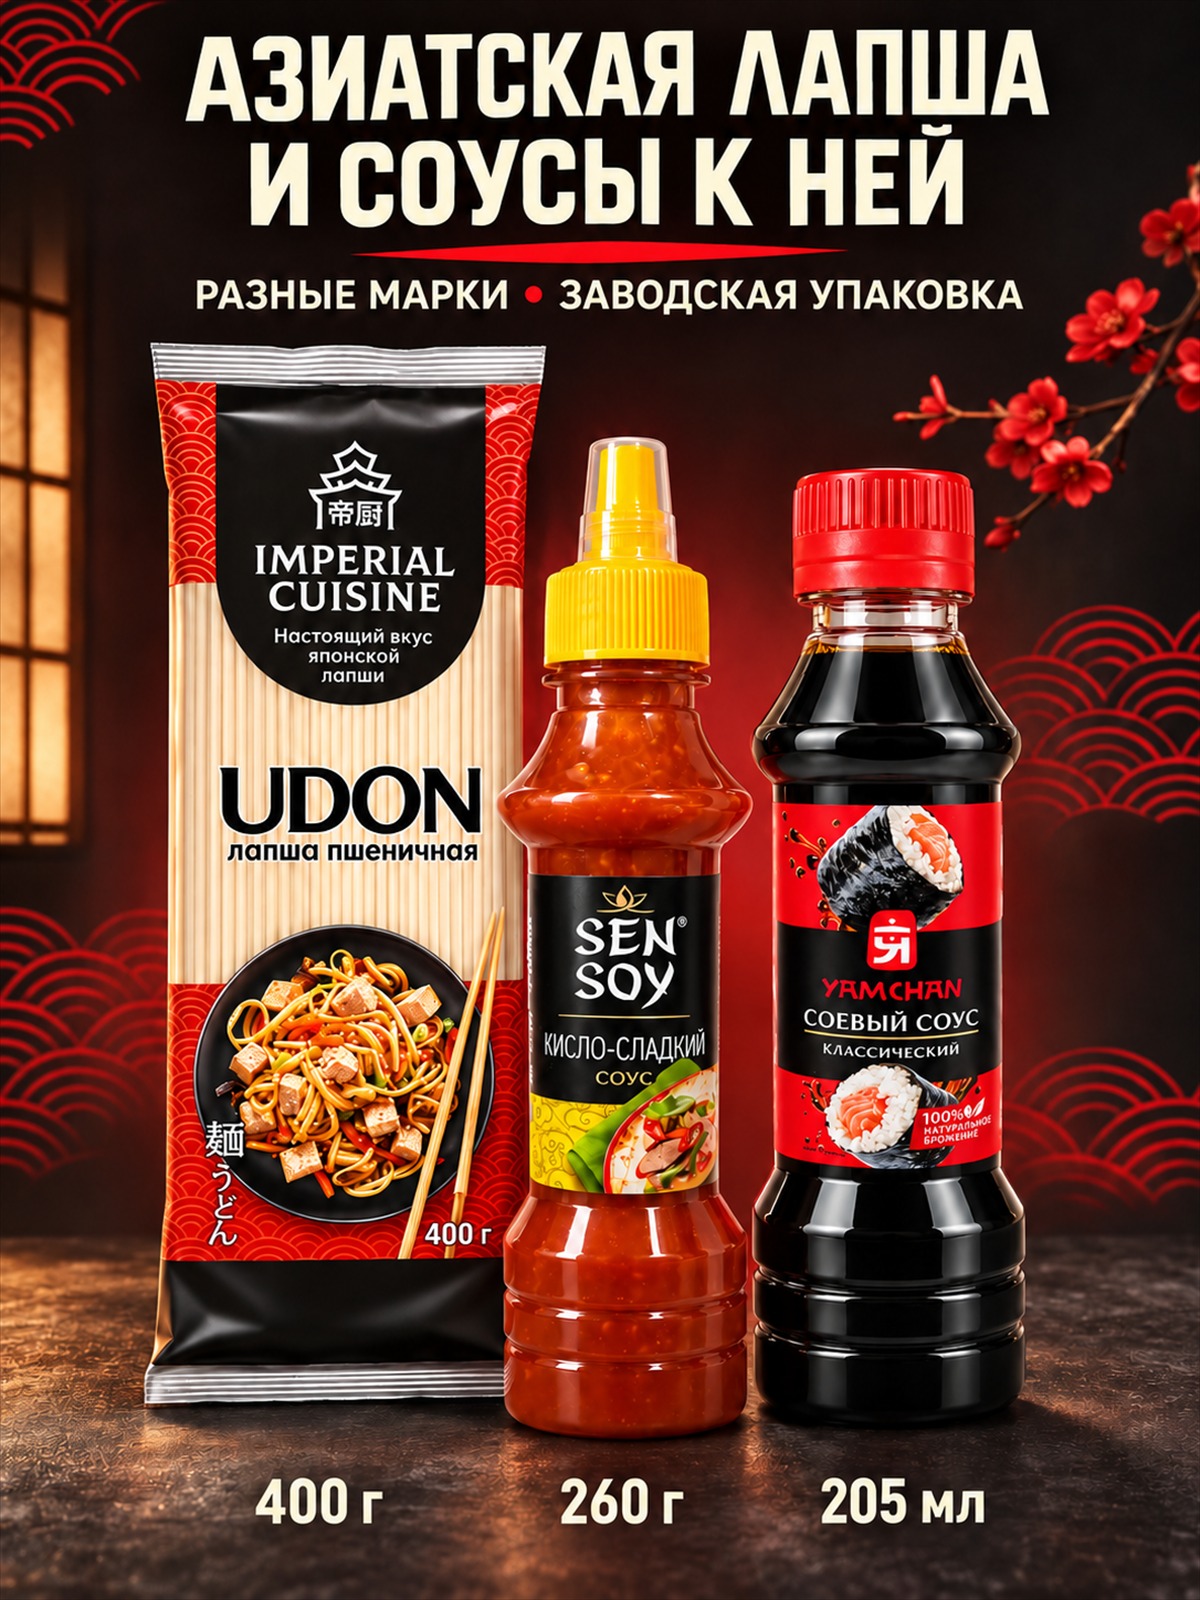 АЗИАТСКАЯ ЛАПША
И СОУСЫ К НЕЙ
РАЗНЫЕ МАРКИ • ЗАВОДСКАЯ УПАКОВКА
帝厨
IMPERIAL
CUISINE
Настоящий вкус
японской
лапши
UDON
лапша пшеничная
麺うどん
400 г
SEN
SOY®
КИСЛО-СЛАДКИЙ
СОУС
Я
YAMCHAN
СОЕВЫЙ СОУС
КЛАССИЧЕСКИЙ
100%
НАТУРАЛЬНОЕ
БРОЖЕНИЕ
400 г
260 г
205 мл